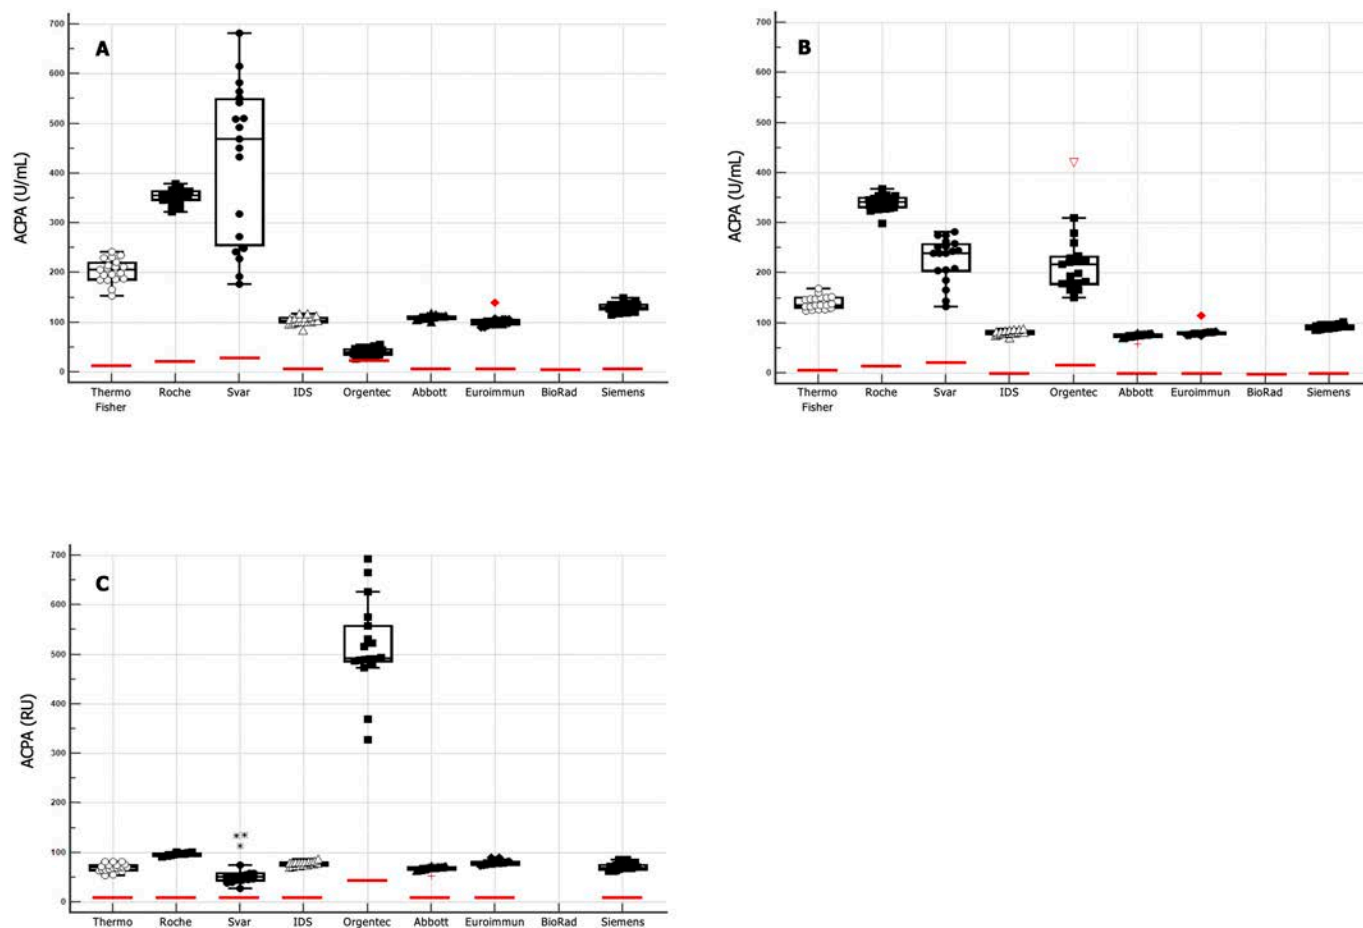 A
ACPA (U/mL)
700
600
500
400
300
200
100
0
Thermo Fisher Roche Svar IDS Orgentec Abbott Euroimmun BioRad Siemens
B
ACPA (U/mL)
700
600
500
400
300
200
100
0
Thermo Fisher Roche Svar IDS Orgentec Abbott Euroimmun BioRad Siemens
C
ACPA (RU)
700
600
500
400
300
200
100
0
Thermo Roche Svar IDS Orgentec Abbott Euroimmun BioRad Siemens